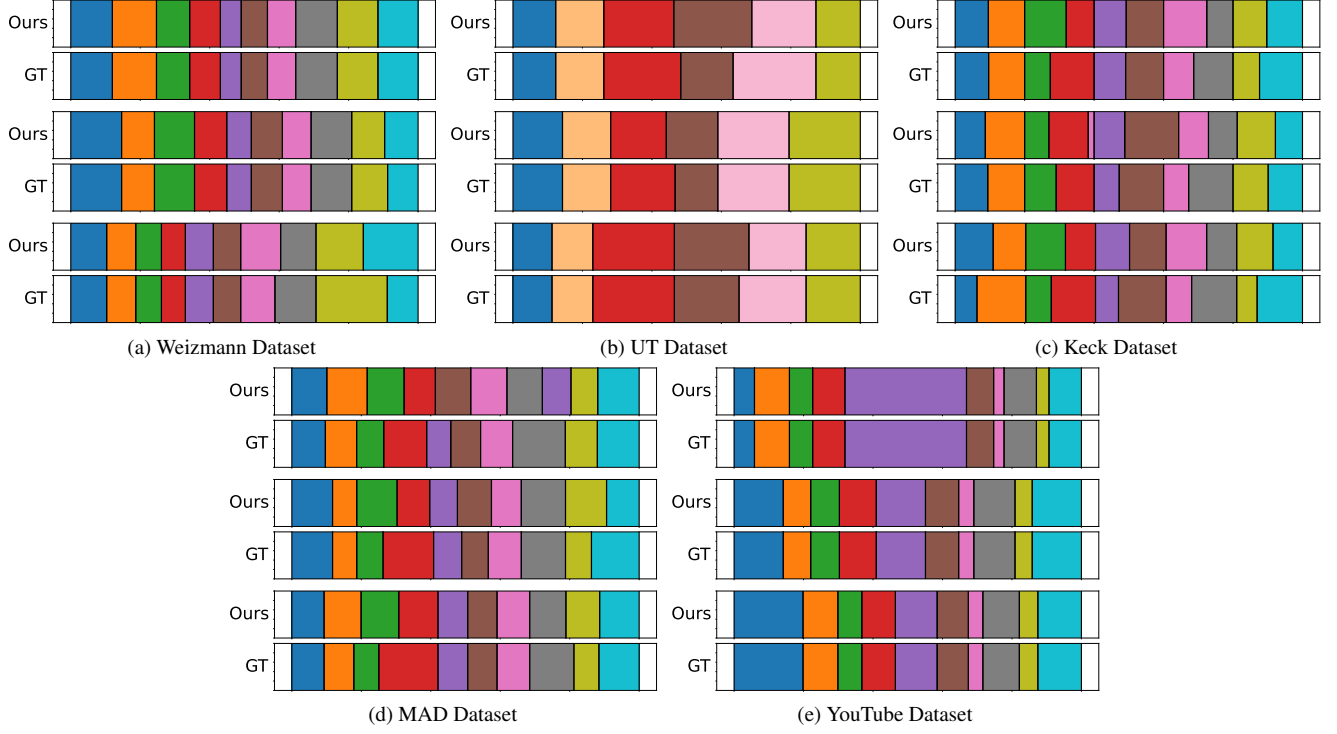 Ours
GT
Ours
GT
Ours
GT
(a) Weizmann Dataset
Ours
GT
Ours
GT
Ours
GT
(b) UT Dataset
Ours
GT
Ours
GT
Ours
GT
(c) Keck Dataset
Ours
GT
Ours
GT
Ours
GT
(d) MAD Dataset
Ours
GT
Ours
GT
Ours
GT
(e) YouTube Dataset